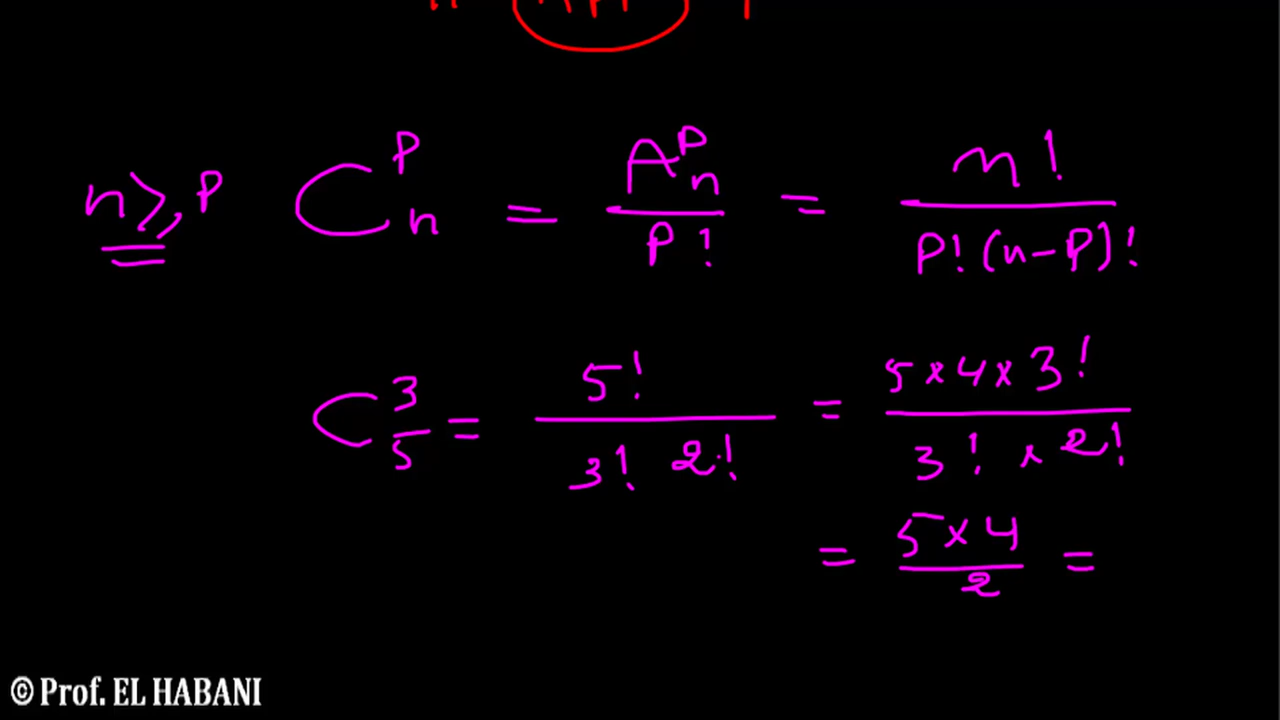 n ≥ P C_n^P = A_n^P / P! = n! / P!(n-P)!
C_5^3 = 5! / 3! 2! = 5×4×3! / 3! × 2!
= 5×4 / 2 =
© Prof. EL HABANI